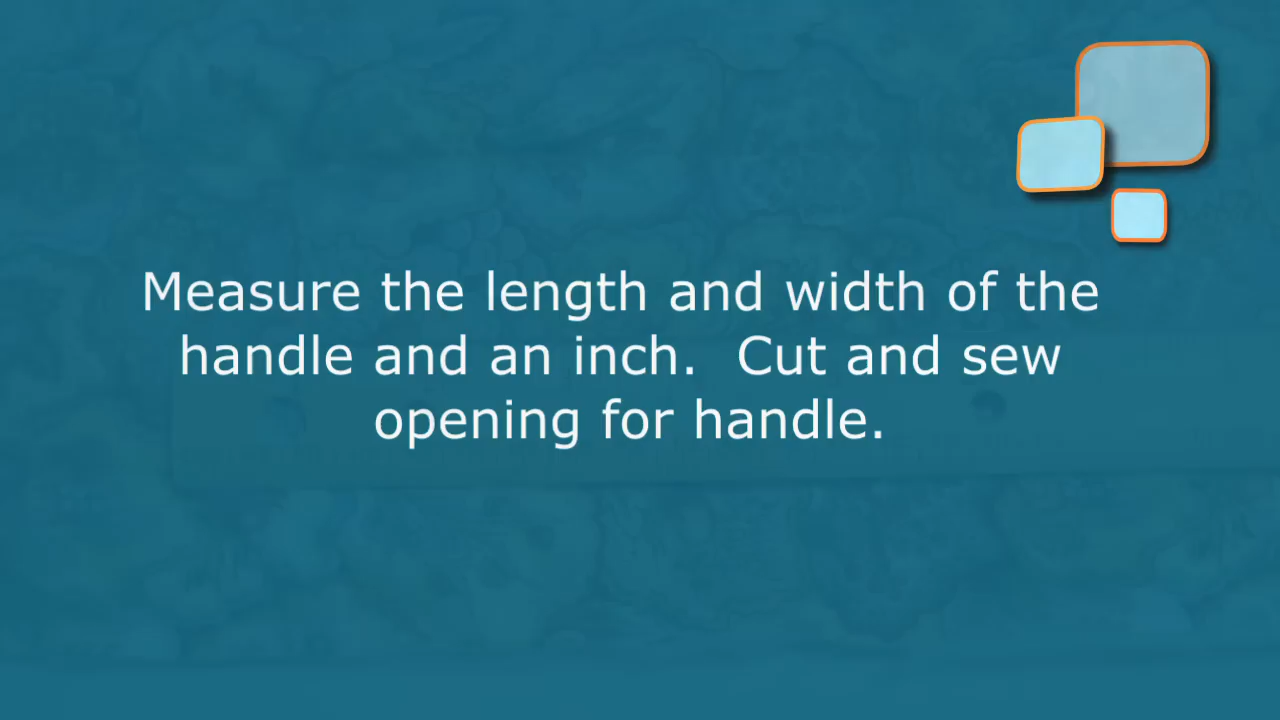 Measure the length and width of the
handle and an inch.  Cut and sew
opening for handle.